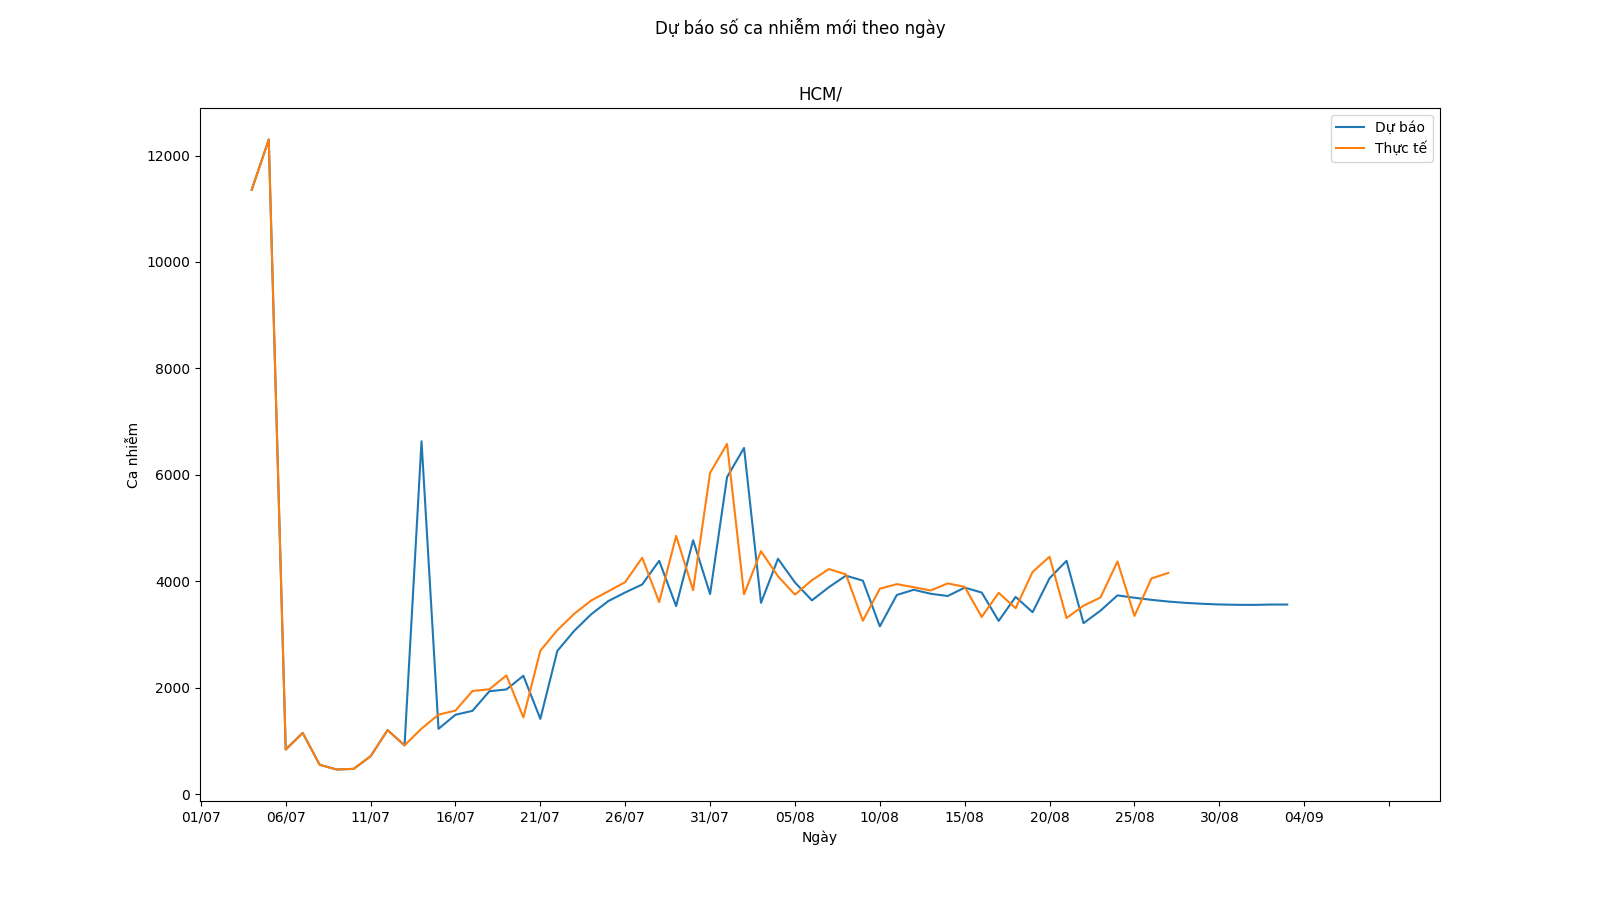 Dự báo số ca nhiễm mới theo ngày
HCM/
Dự báo
Thực tế
12000
10000
8000
6000
4000
2000
0
Ca nhiễm
01/07 06/07 11/07 16/07 21/07 26/07 31/07 05/08 10/08 15/08 20/08 25/08 30/08 04/09
Ngày